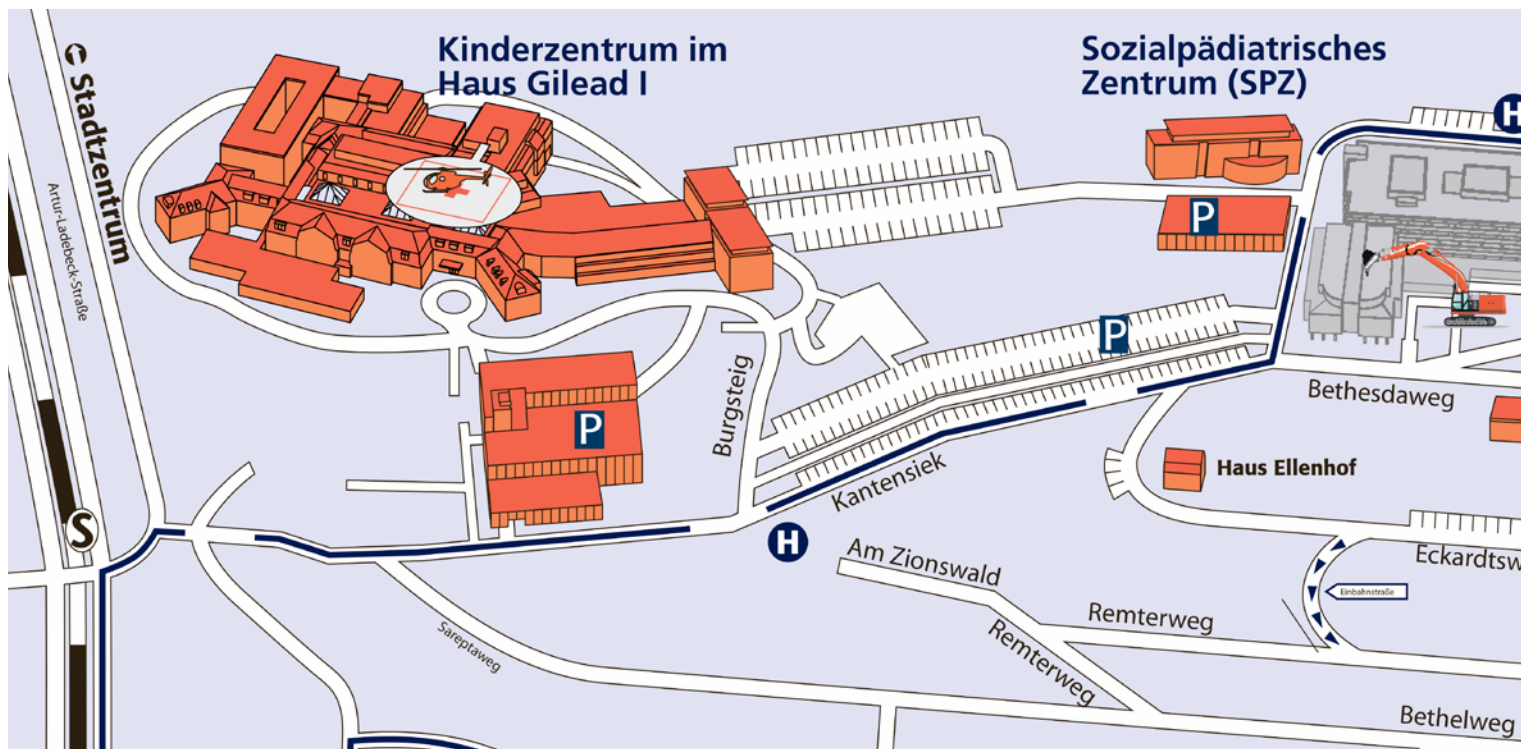 Kinderzentrum im
Haus Gilead I
Sozialpädiatrisches
Zentrum (SPZ)
H
Stadtzentrum
Artur-Ladebeck-Straße
P
P
P
Burgsteig
Bethesdaweg
Kantensiek
Haus Ellenhof
S
H
Am Zionswald
Eckardtsw
Einbahnstraße
Remterweg
Remterweg
Sareptaweg
Bethelweg